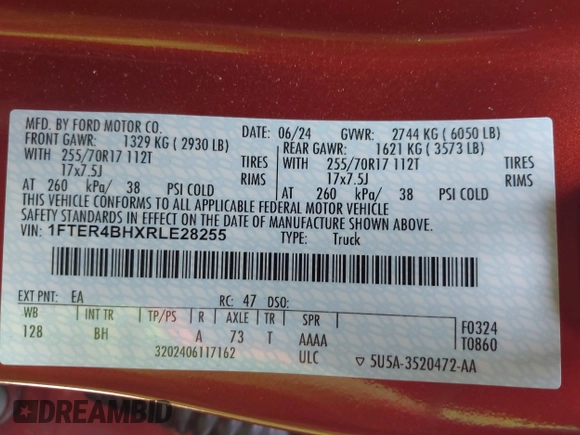 MFD. BY FORD MOTOR CO.
DATE: 06/24 GVWR: 2744 KG (6050 LB)
FRONT GAWR: 1329 KG (2930 LB) REAR GAWR: 1621 KG (3573 LB)
WITH 255/70R17 112T TIRES WITH 255/70R17 112T TIRES
17x7.5J RIMS 17x7.5J RIMS
AT 260 kPa/ 38 PSI COLD AT 260 kPa/ 38 PSI COLD
THIS VEHICLE CONFORMS TO ALL APPLICABLE FEDERAL MOTOR VEHICLE
SAFETY STANDARDS IN EFFECT ON THE DATE OF MANUFACTURE SHOWN ABOVE.
VIN: 1FTER4BHXRLE28255 TYPE: Truck
EXT PNT: EA RC: 47 DSO:
WB INT TR TP/PS R AXLE TR SPR
128 BH A 73 T AAAA
F0324
T0860
3202406117162 ULC ▽ 5U5A-3520472-AA
DREAMBID